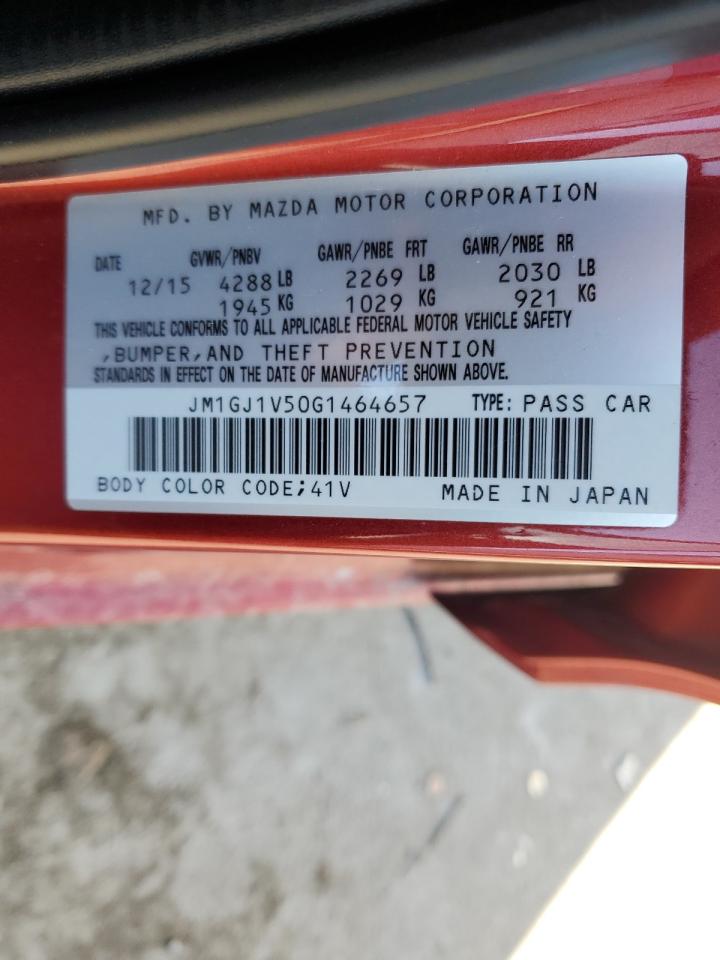 MFD. BY MAZDA MOTOR CORPORATION
DATE GVWR/PNBV GAWR/PNBE FRT GAWR/PNBE RR
12/15 4288 LB 2269 LB 2030 LB
1945 KG 1029 KG 921 KG
THIS VEHICLE CONFORMS TO ALL APPLICABLE FEDERAL MOTOR VEHICLE SAFETY
,BUMPER,AND THEFT PREVENTION
STANDARDS IN EFFECT ON THE DATE OF MANUFACTURE SHOWN ABOVE.
JM1GJ1V50G1464657 TYPE: PASS CAR
BODY COLOR CODE;41V MADE IN JAPAN